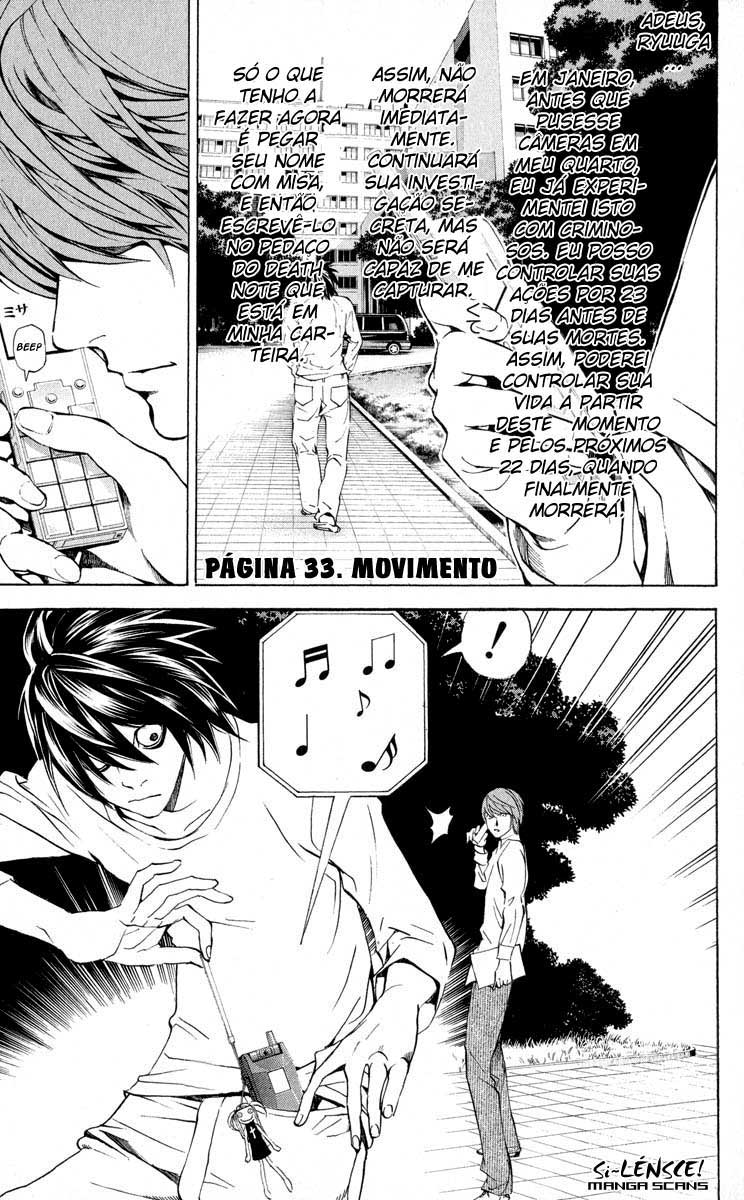 ADEUS,
RYUUGA
...
EM JANEIRO,
ANTES QUE
PUSESSE
CÂMERAS EM
MEU QUARTO,
EU JÁ EXPERI-
MENTEI ISTO
COM CRIMINO-
SOS. EU POSSO
CONTROLAR SUAS
AÇÕES POR 23
DIAS ANTES DE
SUAS MORTES.
ASSIM, PODEREI
CONTROLAR SUA
VIDA A PARTIR
DESTE MOMENTO
E PELOS PRÓXIMOS
22 DIAS, QUANDO
FINALMENTE
MORRERÁ!
ASSIM, NÃO
MORRERÁ
IMEDIATA-
MENTE.
CONTINUARÁ
SUA INVESTI-
GAÇÃO SE-
CRETA, MAS
NÃO SERÁ
CAPAZ DE ME
CAPTURAR.
SÓ O QUE
TENHO A
FAZER AGORA
É PEGAR
SEU NOME
COM MISA,
E ENTÃO
ESCREVÊ-LO
NO PEDAÇO
DO DEATH
NOTE QUE
ESTÁ EM
MINHA CAR-
TEIRA.
ミサ
BEEP
PÁGINA 33. MOVIMENTO
!
Si-LÉNSCE!
MANGA SCANS